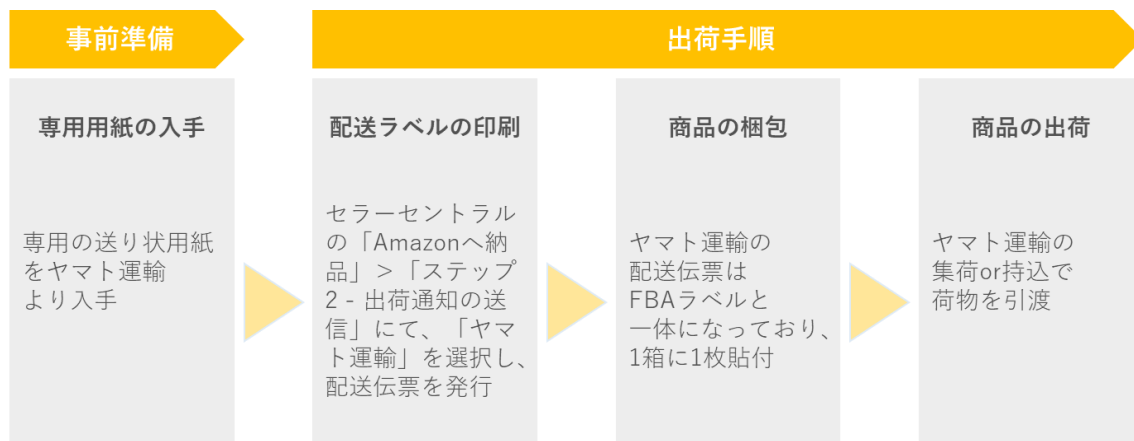 事前準備
出荷手順
専用用紙の入手
専用の送り状用紙
をヤマト運輸
より入手
配送ラベルの印刷
セラーセントラル
の「Amazonへ納
品」＞「ステップ
2 - 出荷通知の送
信」にて、「ヤマ
ト運輸」を選択し、
配送伝票を発行
商品の梱包
ヤマト運輸の
配送伝票は
FBAラベルと
一体になっており、
1箱に1枚貼付
商品の出荷
ヤマト運輸の
集荷or持込で
荷物を引渡